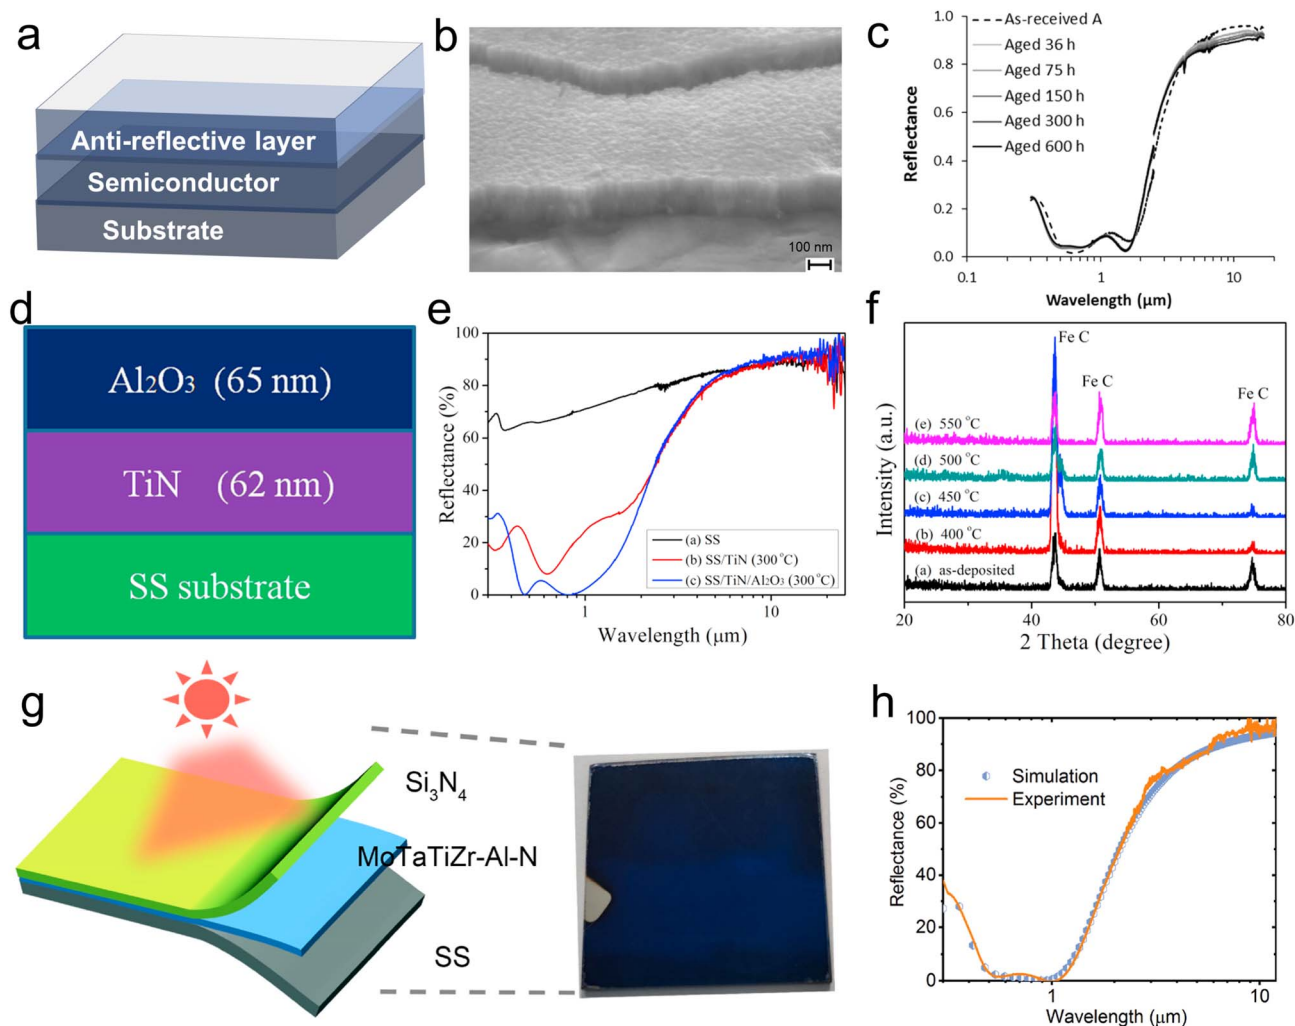 a
Anti-reflective layer
Semiconductor
Substrate
b
100 nm
c
Reflectance
1.0
0.8
0.6
0.4
0.2
0.0
As-received A
Aged 36 h
Aged 75 h
Aged 150 h
Aged 300 h
Aged 600 h
0.1
1
10
Wavelength (μm)
d
Al₂O₃ (65 nm)
TiN (62 nm)
SS substrate
e
Reflectance (%)
100
80
60
40
20
0
(a) SS
(b) SS/TiN (300 °C)
(c) SS/TiN/Al₂O₃ (300 °C)
1
10
Wavelength (μm)
f
Intensity (a.u.)
Fe C
Fe C
Fe C
(e) 550 °C
(d) 500 °C
(c) 450 °C
(b) 400 °C
(a) as-deposited
20
40
60
80
2 Theta (degree)
g
Si₃N₄
MoTaTiZr-Al-N
SS
h
Reflectance (%)
100
80
60
40
20
0
Simulation
Experiment
1
10
Wavelength (μm)